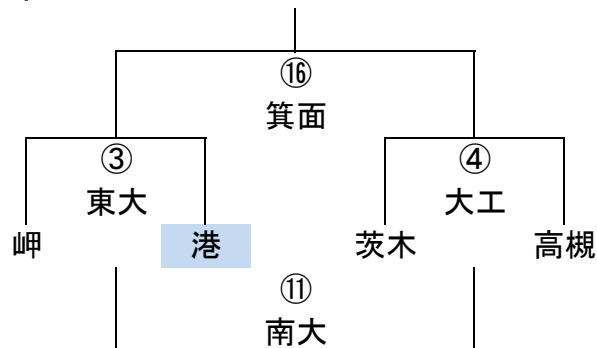 ⑯
箕面
③
④
東大
大工
岬
港
茨木
高槻
⑪
南大